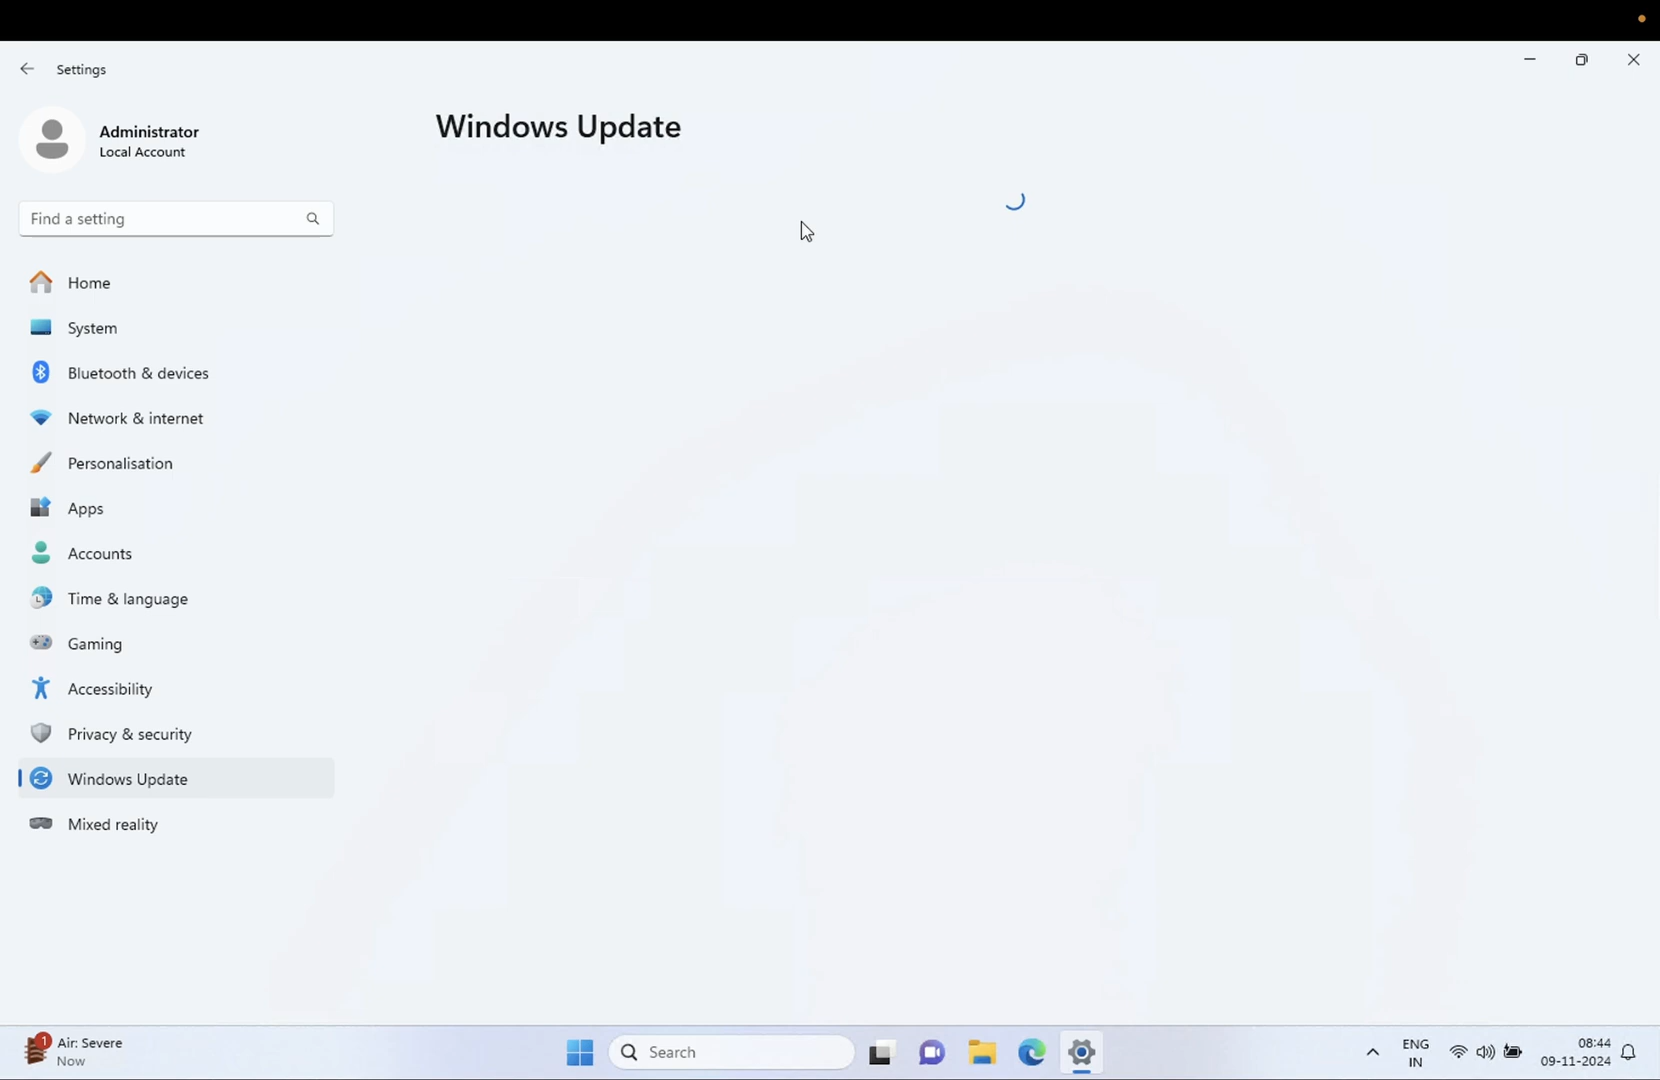 Settings
Administrator
Local Account
Find a setting
Home
System
Bluetooth & devices
Network & internet
Personalisation
Apps
Accounts
Time & language
Gaming
Accessibility
Privacy & security
Windows Update
Mixed reality
Windows Update
1
Air: Severe
Now
Search
ENG
IN
08:44
09-11-2024